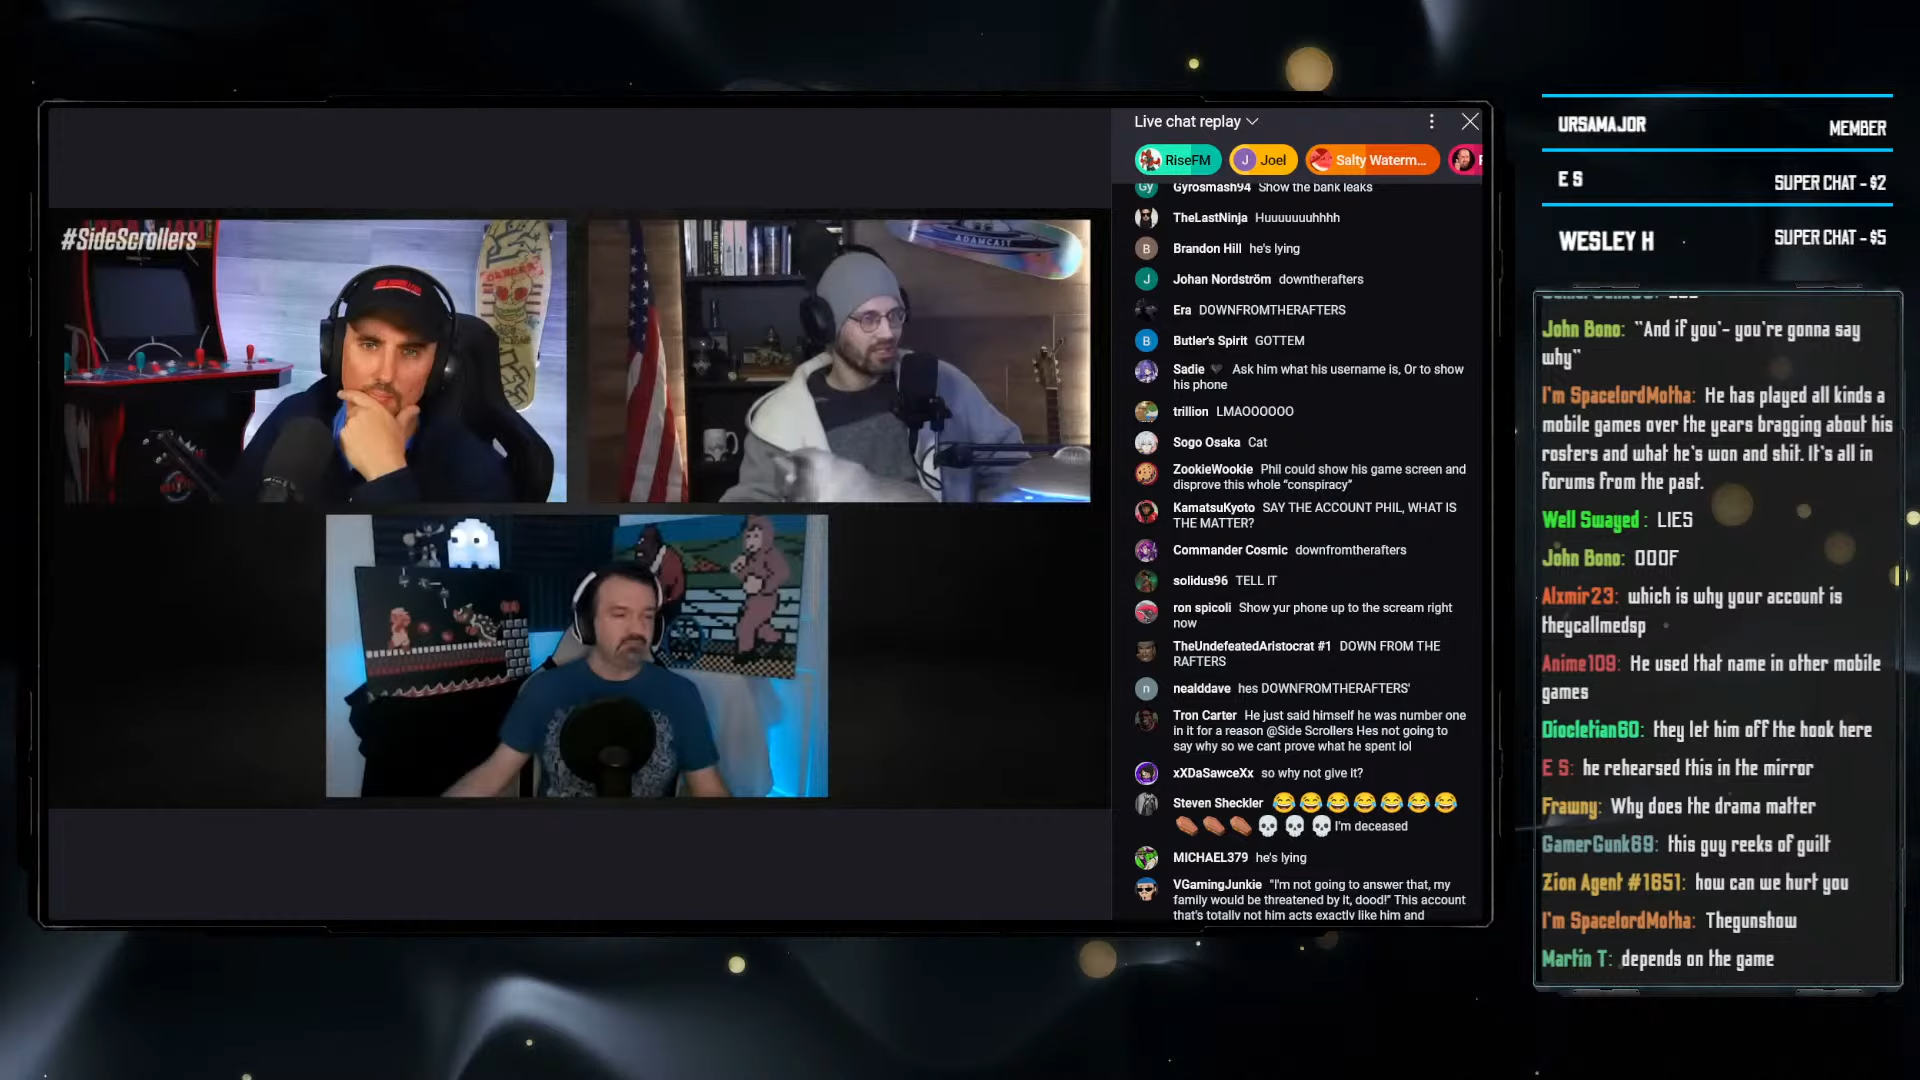 #SideScrollers
ADAMCAST
Live chat replay
RiseFM
J Joel
Salty Waterm...
Gy Gyrosmash94 Show the bank leaks
TheLastNinja Huuuuuuuhhhh
B Brandon Hill he's lying
J Johan Nordström downtherafters
Era DOWNFROMTHERAFTERS
B Butler's Spirit GOTTEM
Sadie 🖤 Ask him what his username is, Or to show
his phone
trillion LMAOOOOOO
Sogo Osaka Cat
ZookieWookie Phil could show his game screen and
disprove this whole “conspiracy”
KamatsuKyoto SAY THE ACCOUNT PHIL, WHAT IS
THE MATTER?
Commander Cosmic downfromtherafters
solidus96 TELL IT
ron spicoli Show yur phone up to the scream right
now
TheUndefeatedAristocrat #1 DOWN FROM THE
RAFTERS
n nealddave hes DOWNFROMTHERAFTERS'
Tron Carter He just said himself he was number one
in it for a reason @Side Scrollers Hes not going to
say why so we cant prove what he spent lol
xXDaSawceXx so why not give it?
Steven Sheckler 😂😂😂😂😂😂😂
⚰️⚰️⚰️💀💀💀I'm deceased
MICHAEL379 he's lying
VGamingJunkie "I'm not going to answer that, my
family would be threatened by it, dood!" This account
that's totally not him acts exactly like him and
URSAMAJOR MEMBER
E S SUPER CHAT - $2
WESLEY H SUPER CHAT - $5
John Bono: "And if you'- you're gonna say
why"
I'm SpacelordMotha: He has played all kinds a
mobile games over the years bragging about his
rosters and what he's won and shit. It's all in
forums from the past.
Well Swayed : LIES
John Bono: OOOF
Alxmir23: which is why your account is
theycallmedsp
Anime109: He used that name in other mobile
games
Diocletian60: they let him off the hook here
E S: he rehearsed this in the mirror
Frawny: Why does the drama matter
GamerGunk69: this guy reeks of guilt
Zion Agent #1651: how can we hurt you
I'm SpacelordMotha: Thegunshow
Martin T: depends on the game